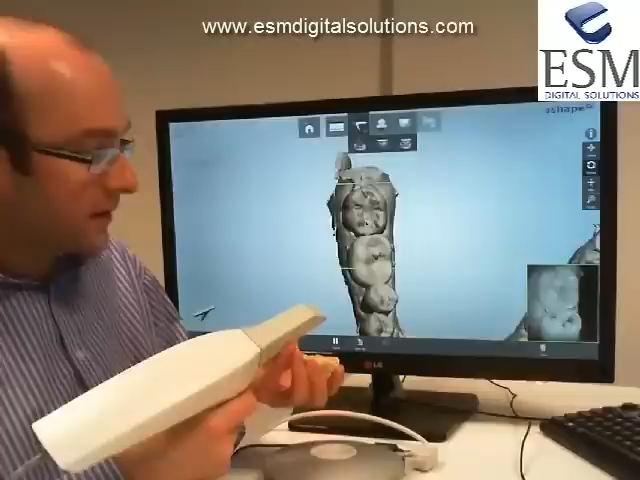 www.esmdigitalsolutions.com
ESM
DIGITAL SOLUTIONS
3shape
LG